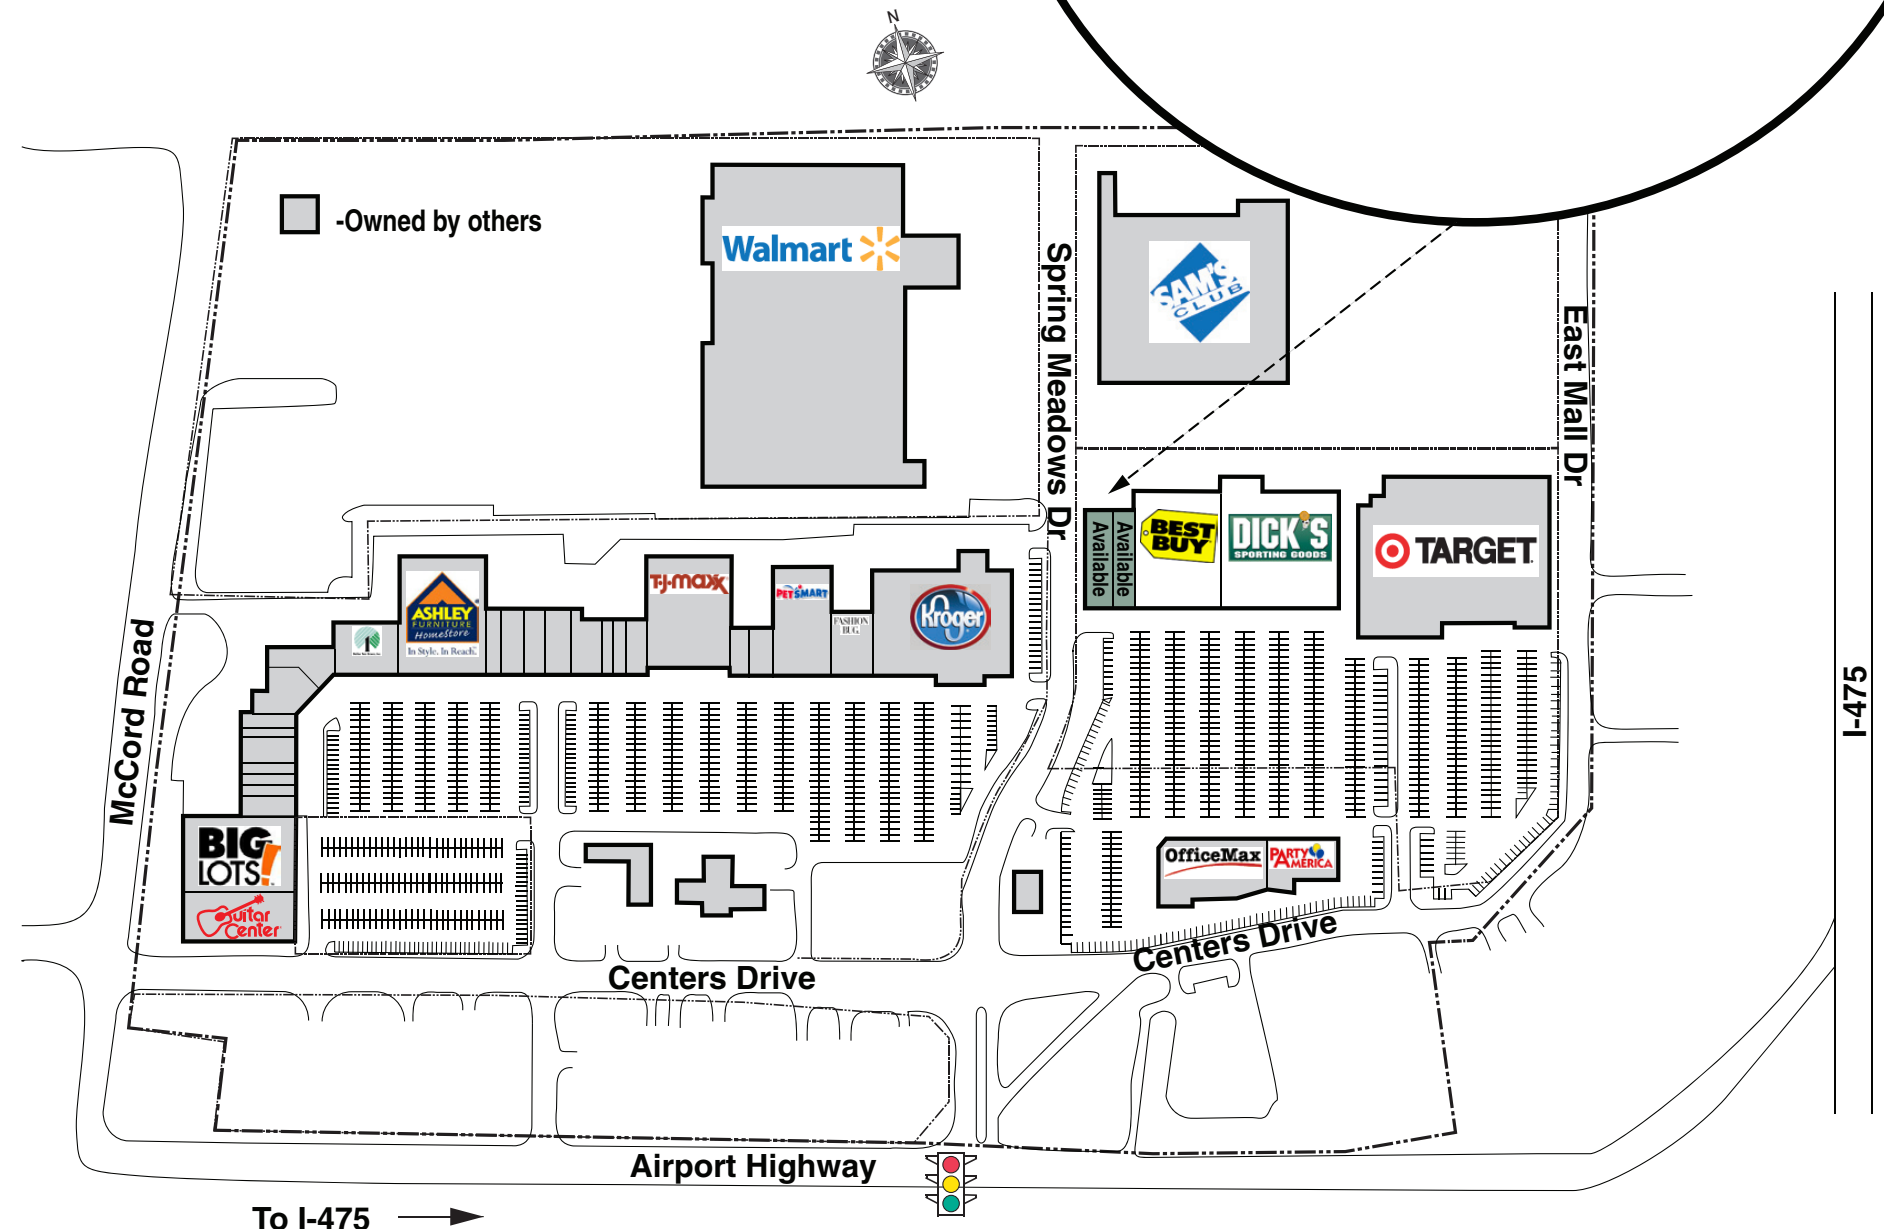 N
-Owned by others
Walmart
SAM'S
CLUB
Spring Meadows Dr
East Mall Dr
I-475
McCord Road
Available
Available
BEST
BUY
DICK'S
SPORTING GOODS
TARGET
ASHLEY
FURNITURE
HomeStore
In Style. In Reach.
T·J·maxx
PETSMART
FASHION
BUG
Kroger
BIG
LOTS!
Guitar
Center
OfficeMax
PARTY
AMERICA
Centers Drive
Centers Drive
Airport Highway
To I-475